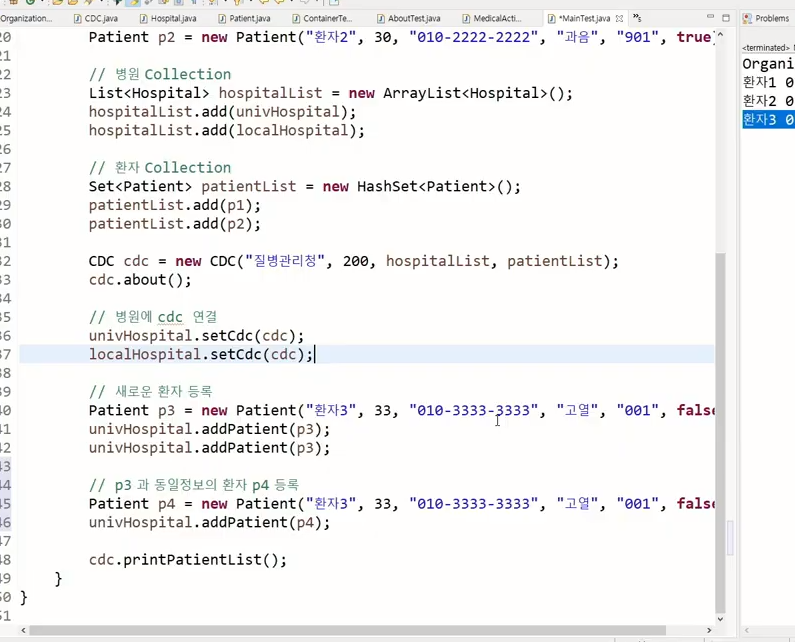 Organization...
CDC.java
Hospital.java
Patient.java
ContainerTe...
AboutTest.java
MedicalActi...
*MainTest.java
Problems
20 Patient p2 = new Patient("환자2", 30, "010-2222-2222", "과음", "901", true)
21
22 // 병원 Collection
23 List<Hospital> hospitalList = new ArrayList<Hospital>();
24 hospitalList.add(univHospital);
25 hospitalList.add(localHospital);
26
27 // 환자 Collection
28 Set<Patient> patientList = new HashSet<Patient>();
29 patientList.add(p1);
30 patientList.add(p2);
31
32 CDC cdc = new CDC("질병관리청", 200, hospitalList, patientList);
33 cdc.about();
34
35 // 병원에 cdc 연결
36 univHospital.setCdc(cdc);
37 localHospital.setCdc(cdc);
38
39 // 새로운 환자 등록
40 Patient p3 = new Patient("환자3", 33, "010-3333-3333", "고열", "001", false
41 univHospital.addPatient(p3);
42 univHospital.addPatient(p3);
43
44 // p3 과 동일정보의 환자 p4 등록
45 Patient p4 = new Patient("환자3", 33, "010-3333-3333", "고열", "001", false
46 univHospital.addPatient(p4);
47
48 cdc.printPatientList();
49 }
50 }
51
<terminated>
Organi
환자1 0
환자2 0
환자3 0